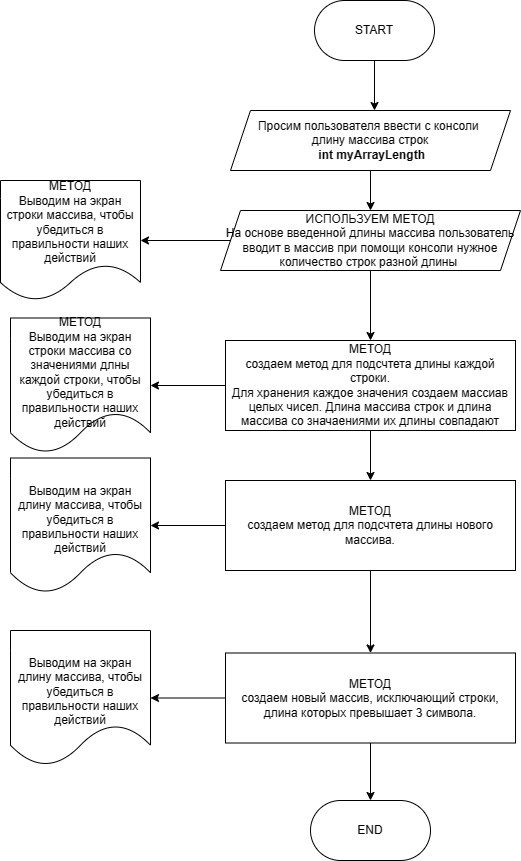 START
Просим пользователя ввести с консоли
длину массива строк
int myArrayLength
МЕТОД
Выводим на экран
строки массива, чтобы
убедиться в
правильности наших
действий
ИСПОЛЬЗУЕМ МЕТОД
На основе введенной длины массива пользователь
вводит в массив при помощи консоли нужное
количество строк разной длины
МЕТОД
Выводим на экран
строки массива со
значениями длны
каждой строки, чтобы
убедиться в
правильности наших
действий
МЕТОД
создаем метод для подсчтета длины каждой
строки.
Для хранения каждое значения создаем массиав
целых чисел. Длина массива строк и длина
массива со значаениями их длины совпадают
Выводим на экран
длину массива, чтобы
убедиться в
правильности наших
действий
МЕТОД
создаем метод для подсчтета длины нового
массива.
Выводим на экран
длину массива, чтобы
убедиться в
правильности наших
действий
МЕТОД
создаем новый массив, исключающий строки,
длина которых превышает 3 символа.
END